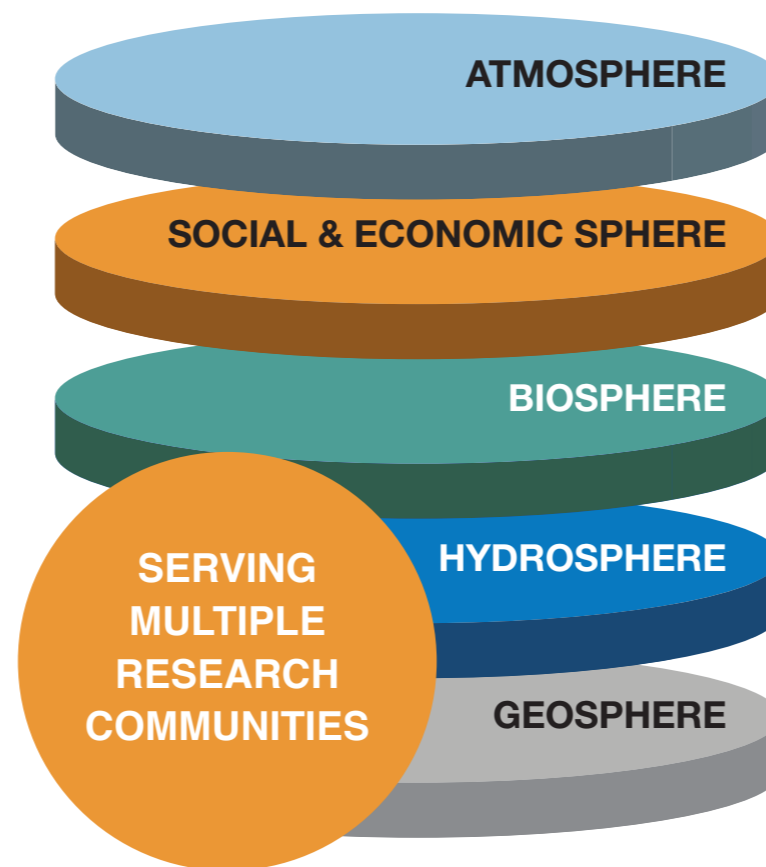 ATMOSPHERE
SOCIAL & ECONOMIC SPHERE
BIOSPHERE
HYDROSPHERE
GEOSPHERE
SERVING
MULTIPLE
RESEARCH
COMMUNITIES